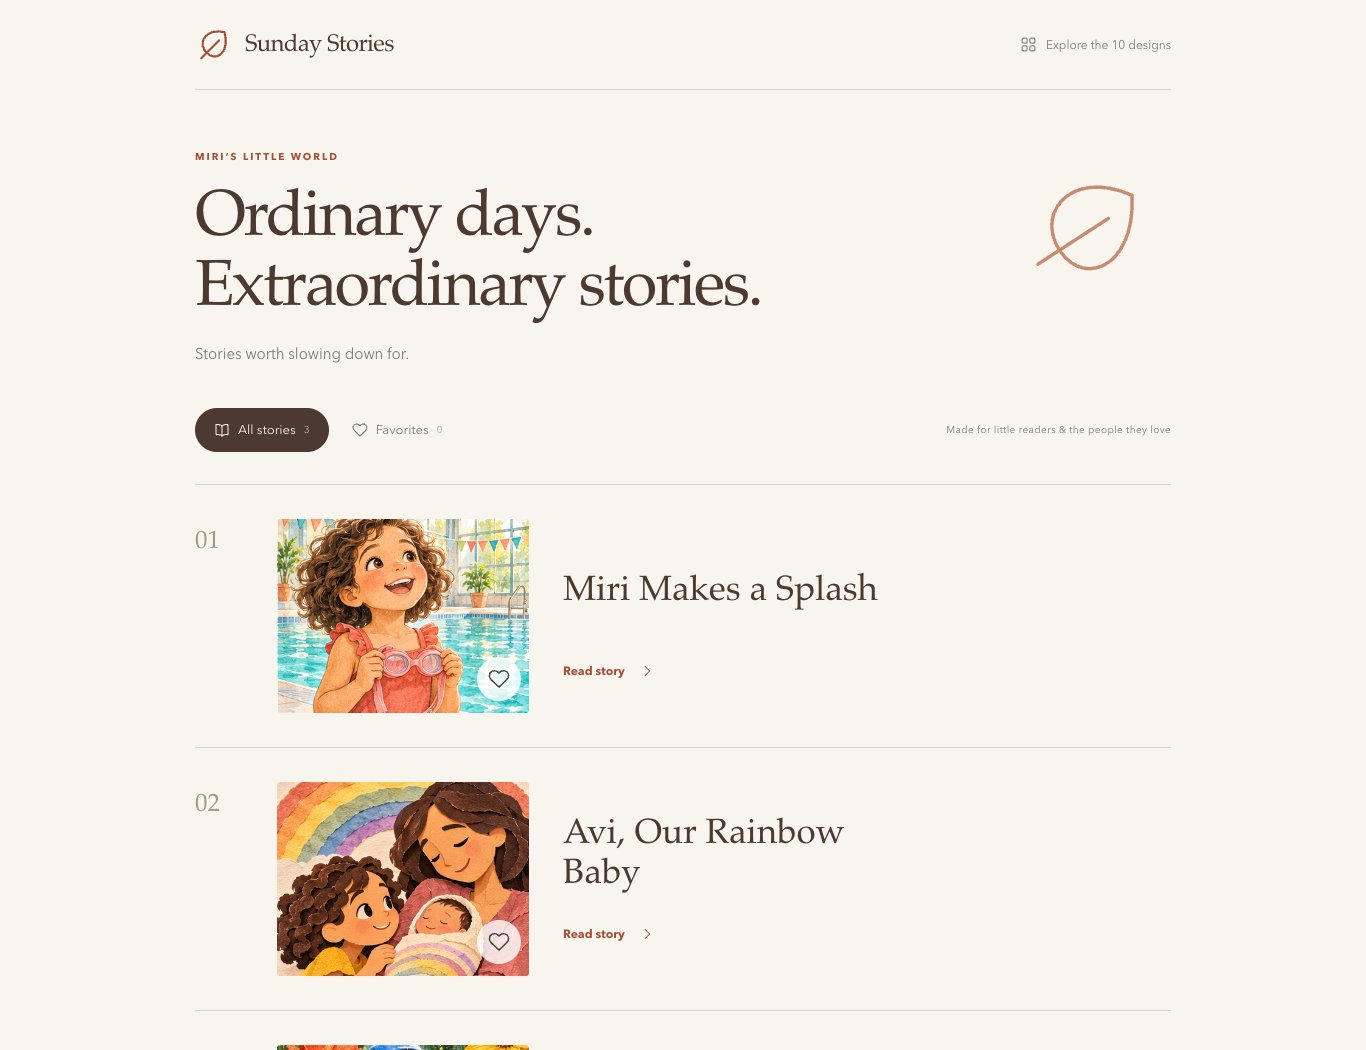 Sunday Stories
Explore the 10 designs
MIRI'S LITTLE WORLD
Ordinary days.
Extraordinary stories.
Stories worth slowing down for.
All stories 3
Favorites 0
Made for little readers & the people they love
01
Miri Makes a Splash
Read story
02
Avi, Our Rainbow
Baby
Read story